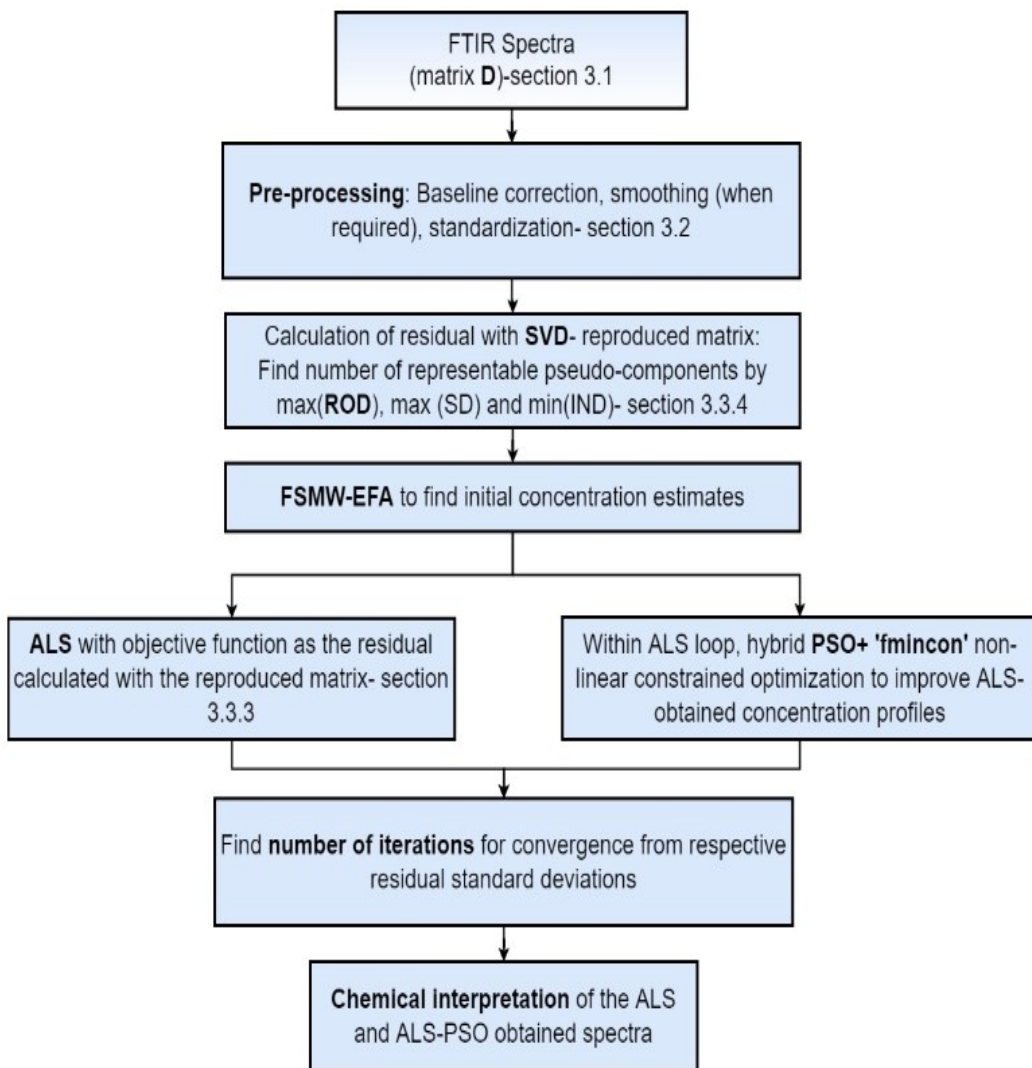 FTIR Spectra
(matrix D)-section 3.1
Pre-processing: Baseline correction, smoothing (when
required), standardization- section 3.2
Calculation of residual with SVD- reproduced matrix:
Find number of representable pseudo-components by
max(ROD), max (SD) and min(IND)- section 3.3.4
FSMW-EFA to find initial concentration estimates
ALS with objective function as the residual
calculated with the reproduced matrix- section
3.3.3
Within ALS loop, hybrid PSO+ 'fmincon' non-
linear constrained optimization to improve ALS-
obtained concentration profiles
Find number of iterations for convergence from respective
residual standard deviations
Chemical interpretation of the ALS
and ALS-PSO obtained spectra